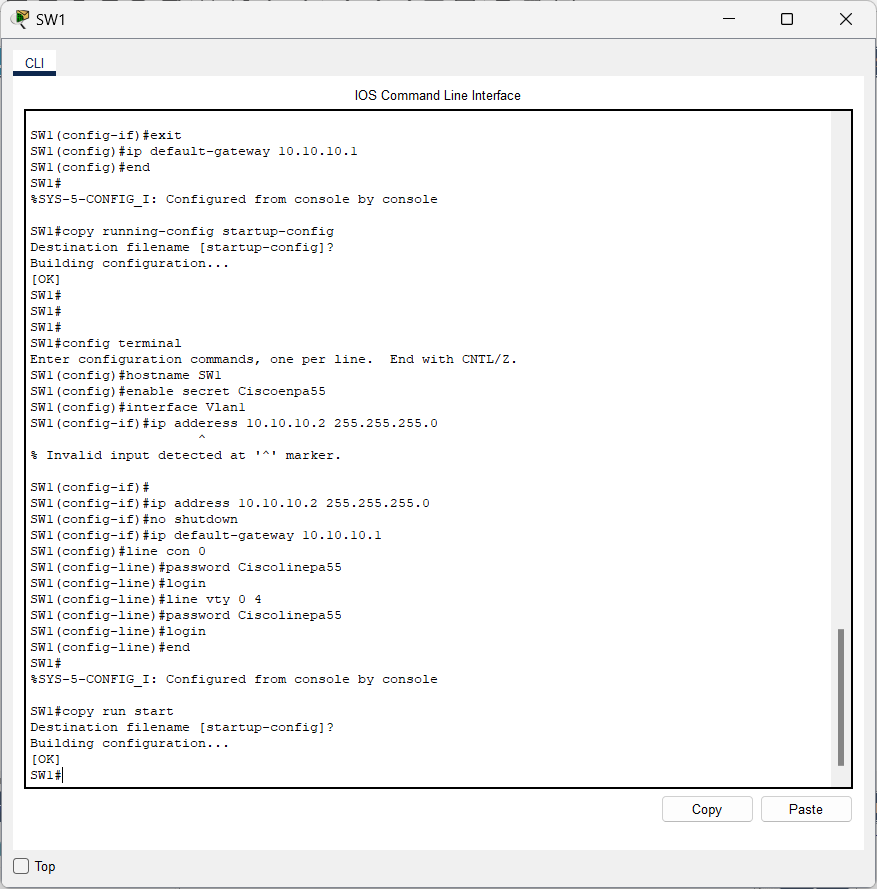 SW1
CLI
IOS Command Line Interface
SW1(config-if)#exit
SW1(config)#ip default-gateway 10.10.10.1
SW1(config)#end
SW1#
%SYS-5-CONFIG_I: Configured from console by console
SW1#copy running-config startup-config
Destination filename [startup-config]?
Building configuration...
[OK]
SW1#
SW1#
SW1#
SW1#config terminal
Enter configuration commands, one per line.  End with CNTL/Z.
SW1(config)#hostname SW1
SW1(config)#enable secret Ciscoenpa55
SW1(config)#interface Vlan1
SW1(config-if)#ip adderess 10.10.10.2 255.255.255.0
^
% Invalid input detected at '^' marker.
SW1(config-if)#
SW1(config-if)#ip address 10.10.10.2 255.255.255.0
SW1(config-if)#no shutdown
SW1(config-if)#ip default-gateway 10.10.10.1
SW1(config)#line con 0
SW1(config-line)#password Ciscolinepa55
SW1(config-line)#login
SW1(config-line)#line vty 0 4
SW1(config-line)#password Ciscolinepa55
SW1(config-line)#login
SW1(config-line)#end
SW1#
%SYS-5-CONFIG_I: Configured from console by console
SW1#copy run start
Destination filename [startup-config]?
Building configuration...
[OK]
SW1#
Copy
Paste
Top